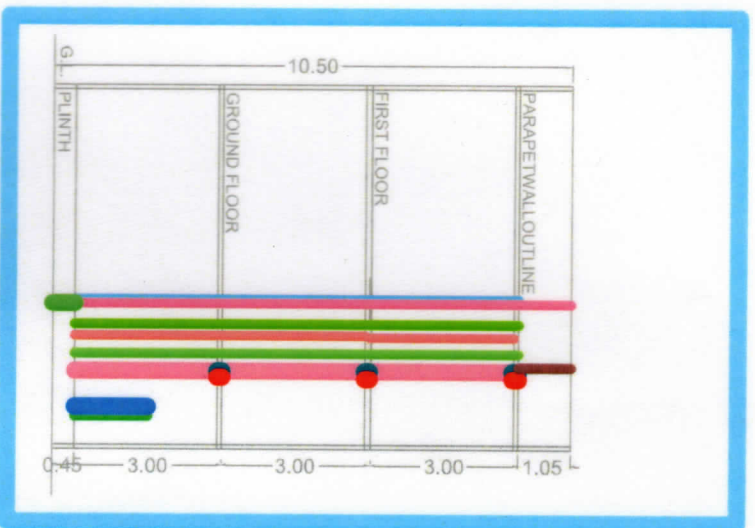 G...
10.50
PLINTH
GROUND FLOOR
FIRST FLOOR
PARAPETWALLOUTLINE
0.45 3.00 3.00 3.00 1.05